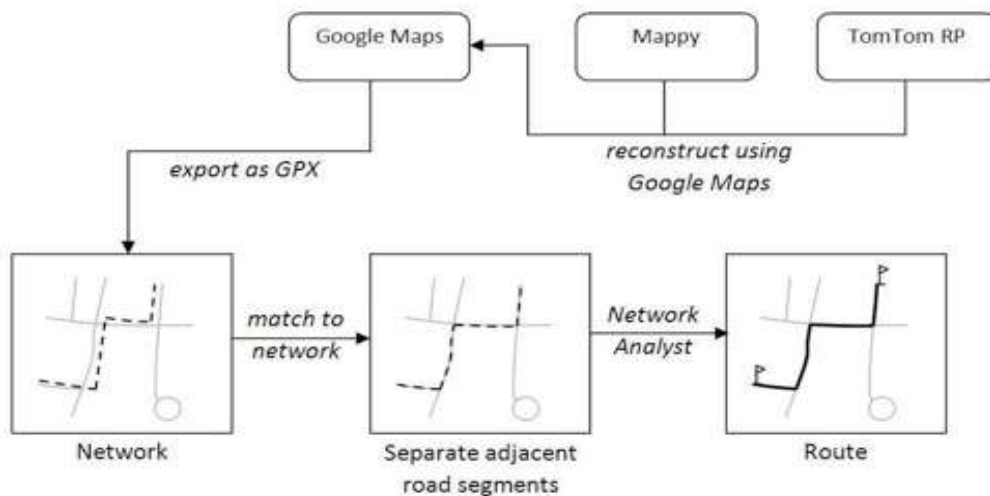 Google Maps
Mappy
TomTom RP
reconstruct using
Google Maps
export as GPX
match to
network
Network
Analyst
Network
Separate adjacent
road segments
Route